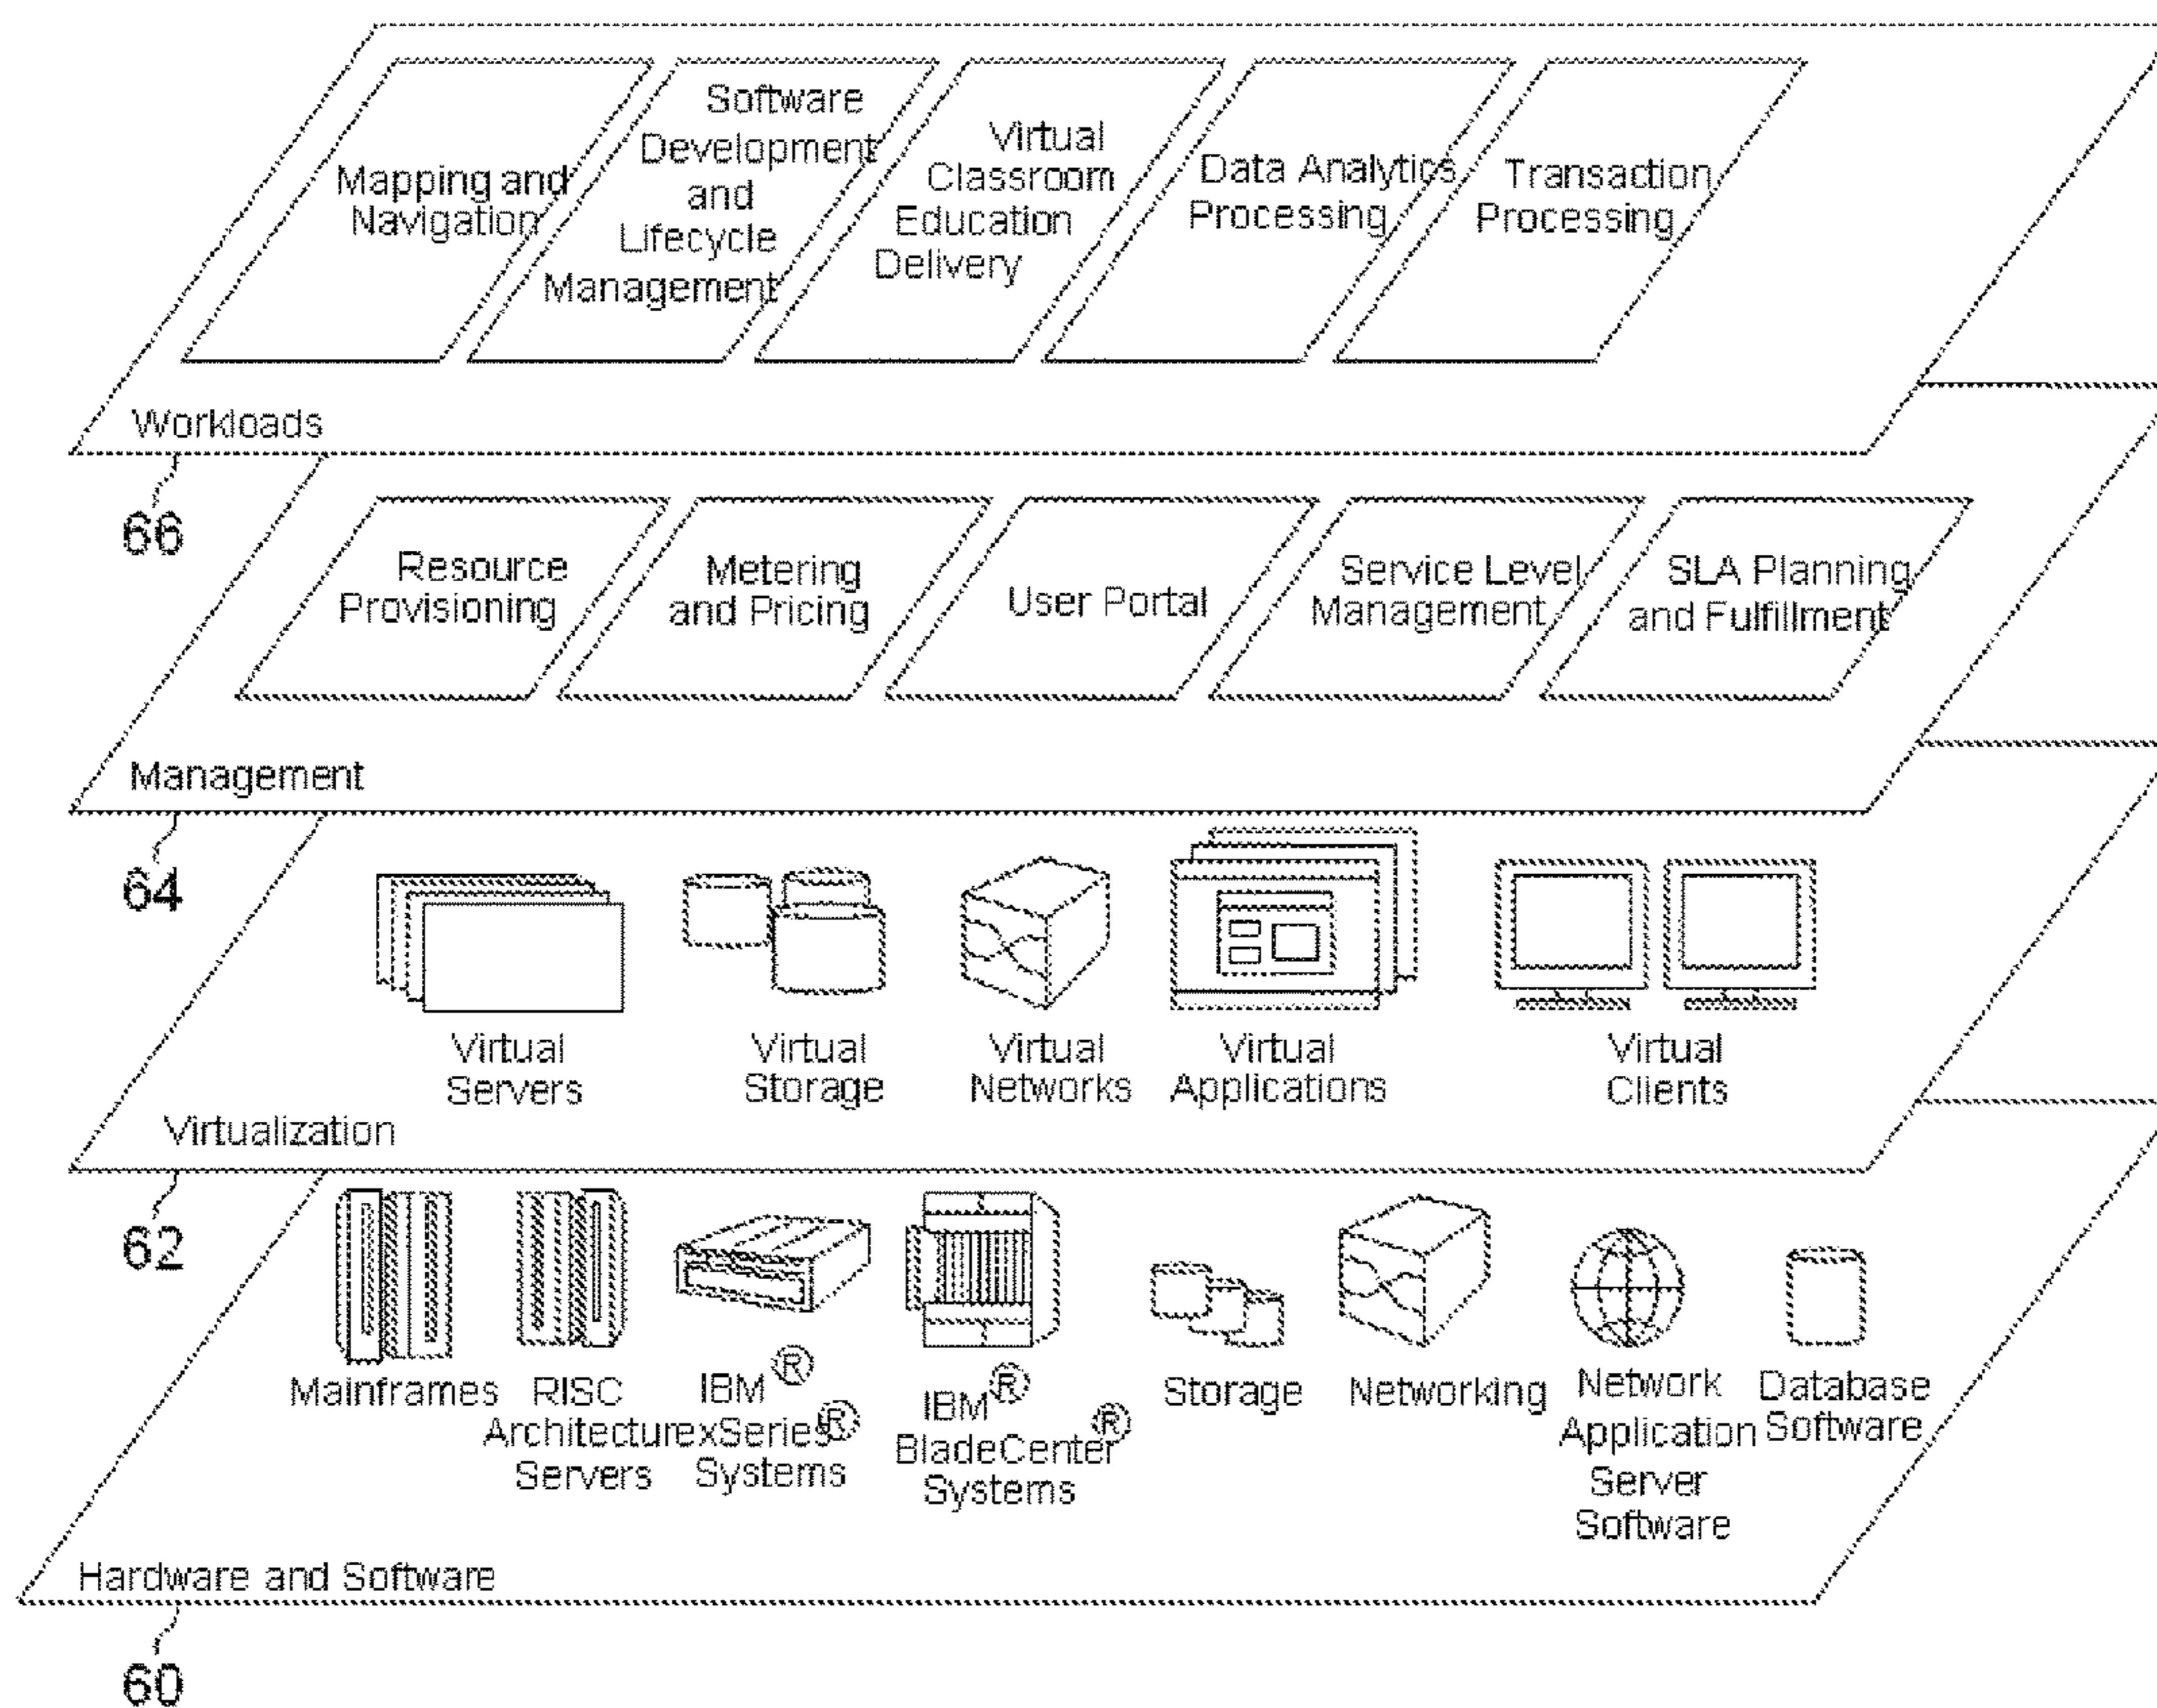 Mapping and
Navigation
Software
Development
and
Lifecycle
Management
Virtual
Classroom
Education
Delivery
Data Analytics
Processing
Transaction
Processing
Workloads
66
Resource
Provisioning
Metering
and Pricing
User Portal
Service Level
Management
SLA Planning
and Fulfillment
Management
64
Virtual
Servers
Virtual
Storage
Virtual
Networks
Virtual
Applications
Virtual
Clients
Virtualization
62
Mainframes
RISC
Architecture
Servers
IBM®
xSeries®
Systems
IBM®
BladeCenter®
Systems
Storage
Networking
Network
Application
Server
Software
Database
Software
Hardware and Software
60